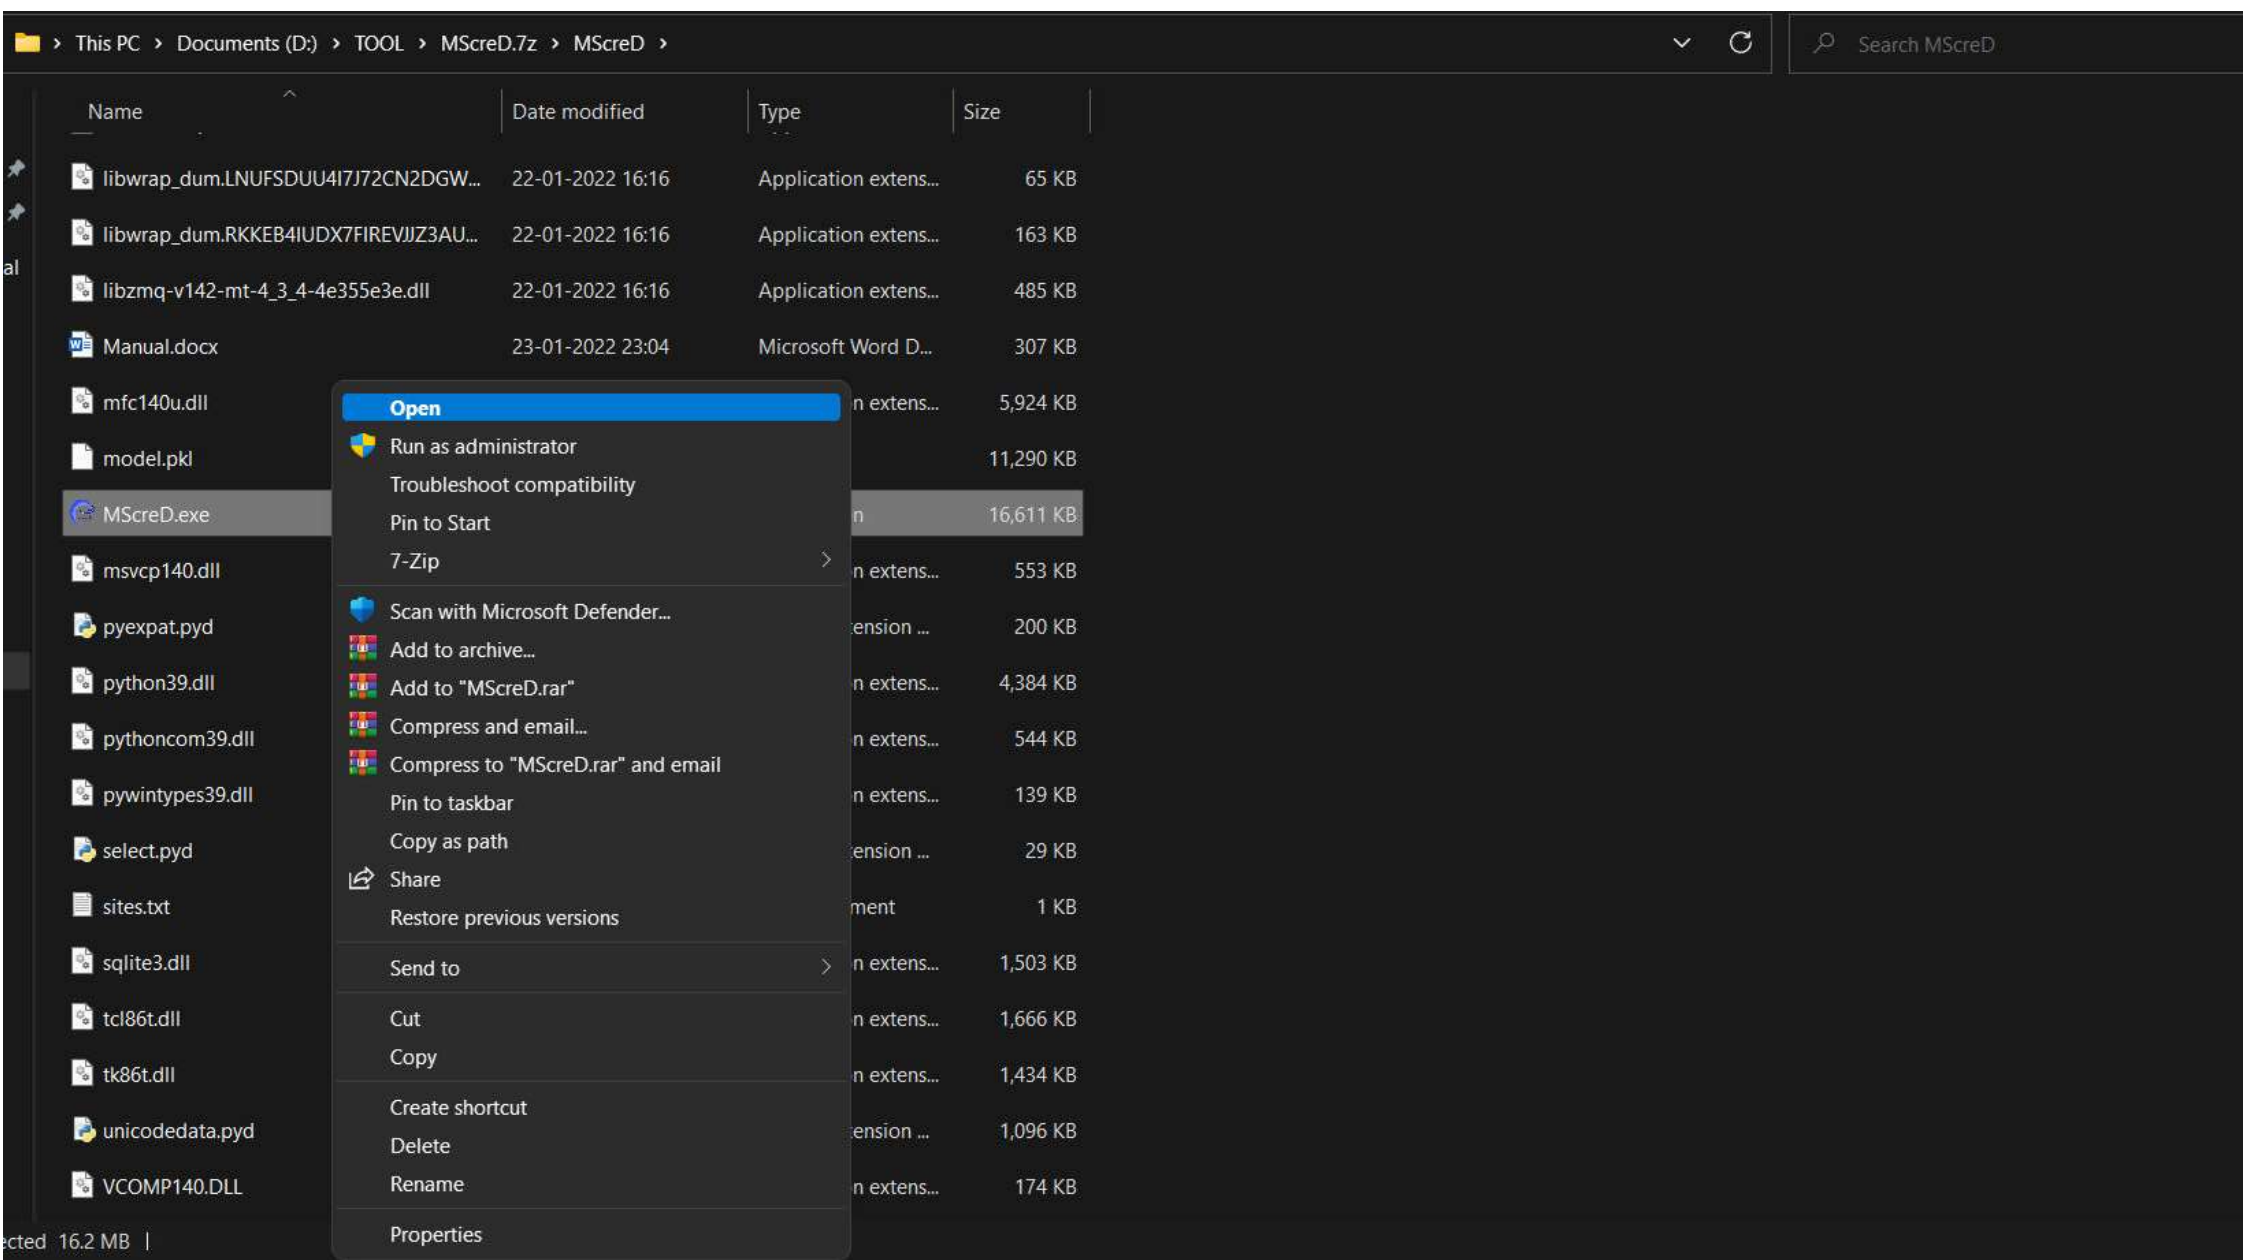 This PC > Documents (D:) > TOOL > MScreD.7z > MScreD >
Search MScreD
Name Date modified Type Size
libwrap_dum.LNUFSDUU4I7J72CN2DGW... 22-01-2022 16:16 Application extens... 65 KB
libwrap_dum.RKKEB4IUDX7FIREVJJZ3AU... 22-01-2022 16:16 Application extens... 163 KB
al
libzmq-v142-mt-4_3_4-4e355e3e.dll 22-01-2022 16:16 Application extens... 485 KB
Manual.docx 23-01-2022 23:04 Microsoft Word D... 307 KB
mfc140u.dll n extens... 5,924 KB
model.pkl 11,290 KB
MScreD.exe n 16,611 KB
msvcp140.dll n extens... 553 KB
pyexpat.pyd ension ... 200 KB
python39.dll n extens... 4,384 KB
pythoncom39.dll n extens... 544 KB
pywintypes39.dll n extens... 139 KB
select.pyd ension ... 29 KB
sites.txt ment 1 KB
sqlite3.dll n extens... 1,503 KB
tcl86t.dll n extens... 1,666 KB
tk86t.dll n extens... 1,434 KB
unicodedata.pyd ension ... 1,096 KB
VCOMP140.DLL n extens... 174 KB
Open
Run as administrator
Troubleshoot compatibility
Pin to Start
7-Zip
Scan with Microsoft Defender...
Add to archive...
Add to "MScreD.rar"
Compress and email...
Compress to "MScreD.rar" and email
Pin to taskbar
Copy as path
Share
Restore previous versions
Send to
Cut
Copy
Create shortcut
Delete
Rename
Properties
ected 16.2 MB |